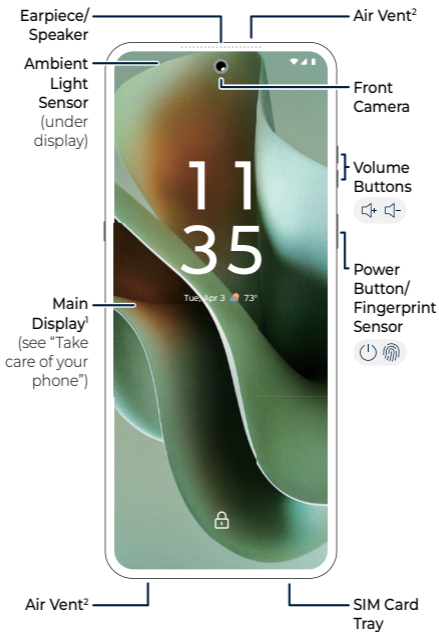 Earpiece/
Speaker
Air Vent²
Ambient
Light
Sensor
(under
display)
Front
Camera
Volume
Buttons
Power
Button/
Fingerprint
Sensor
11
35
Tue, Apr 3 73°
Main
Display¹
(see “Take
care of your
phone”)
Air Vent²
SIM Card
Tray